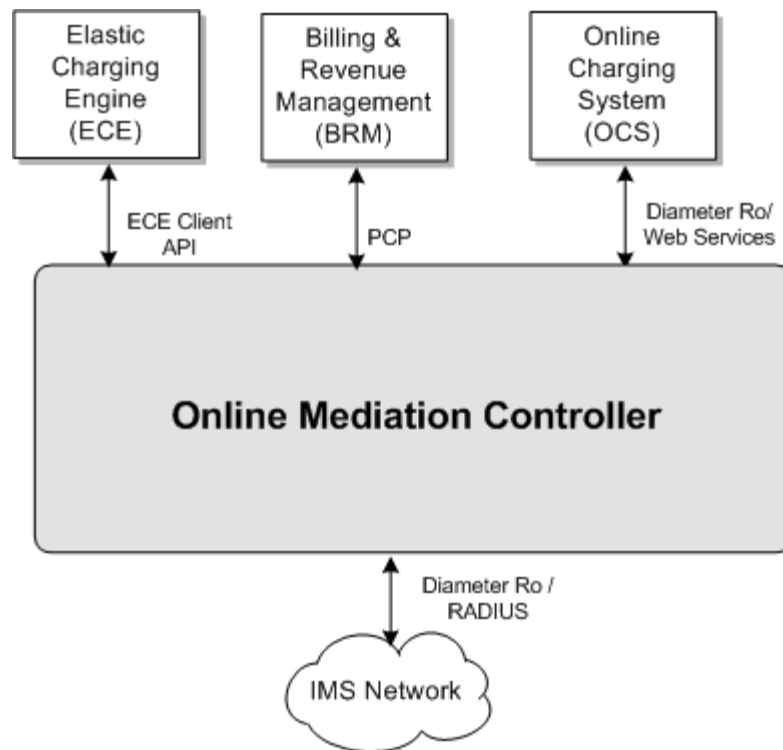 Elastic
Charging
Engine
(ECE)
Billing &
Revenue
Management
(BRM)
Online
Charging
System
(OCS)
ECE Client
API
PCP
Diameter Ro/
Web Services
Online Mediation Controller
Diameter Ro /
RADIUS
IMS Network